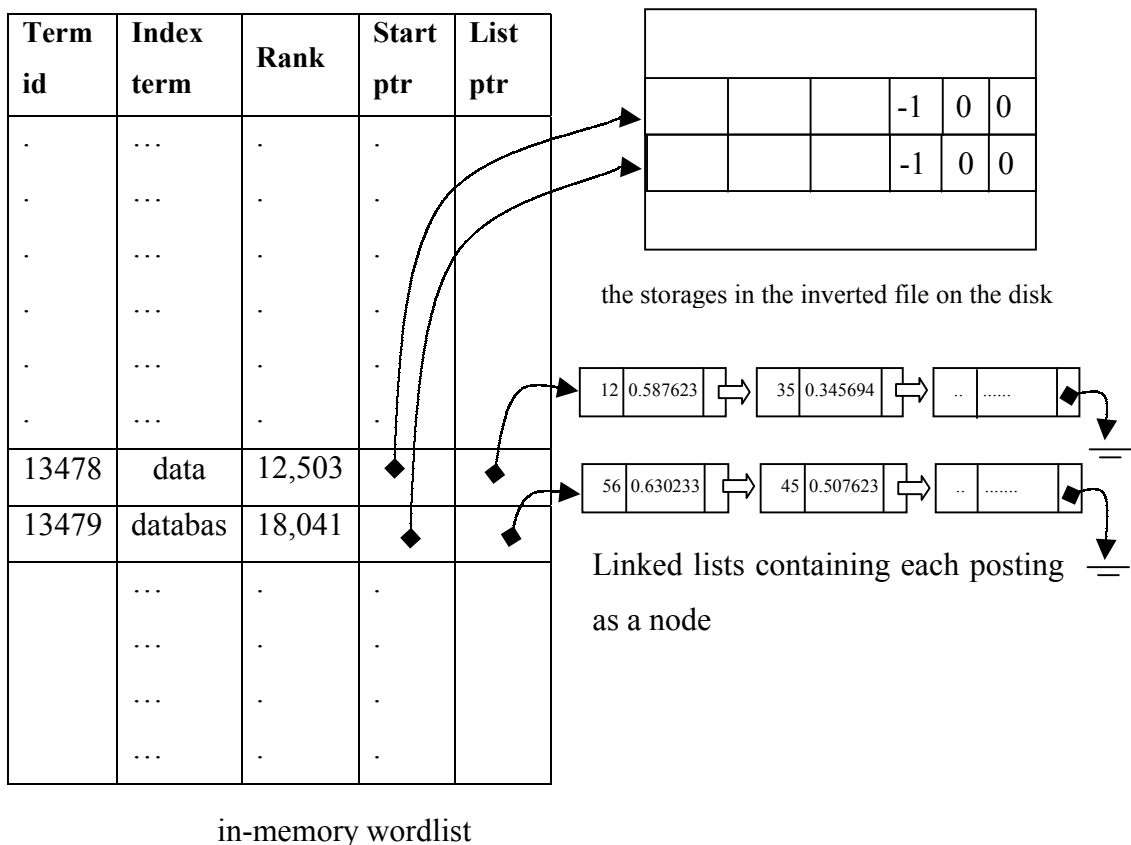 Term id Index term Rank Start ptr List ptr
. ... . .
. ... . .
. ... . .
. ... . .
. ... . .
. ... . .
13478 data 12,503
13479 databas 18,041
... . .
... . .
... . .
... . .
in-memory wordlist
-1 0 0
-1 0 0
the storages in the inverted file on the disk
12 0.587623 35 0.345694 .. ......
56 0.630233 45 0.507623 .. .......
Linked lists containing each posting
as a node